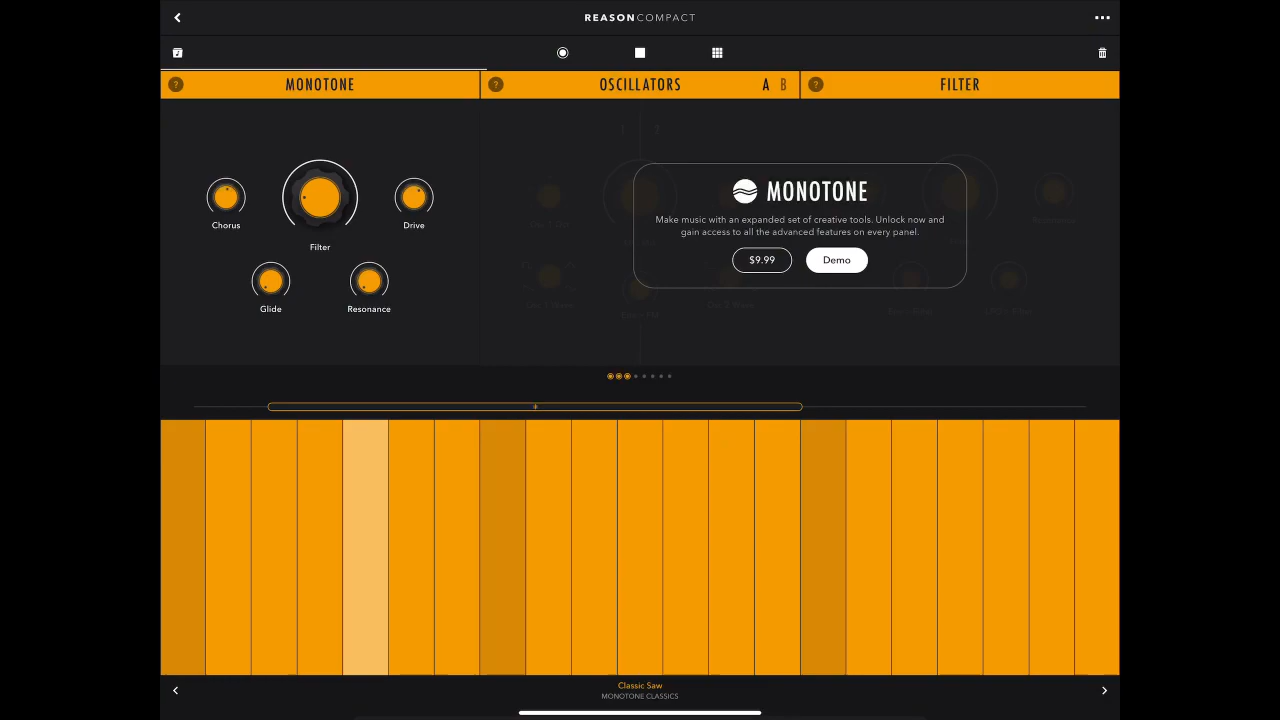 REASONCOMPACT
? MONOTONE
? OSCILLATORS A B
? FILTER
Chorus
Filter
Drive
Glide
Resonance
MONOTONE
Make music with an expanded set of creative tools. Unlock now and
gain access to all the advanced features on every panel.
$9.99 Demo
Classic Saw
MONOTONE CLASSICS